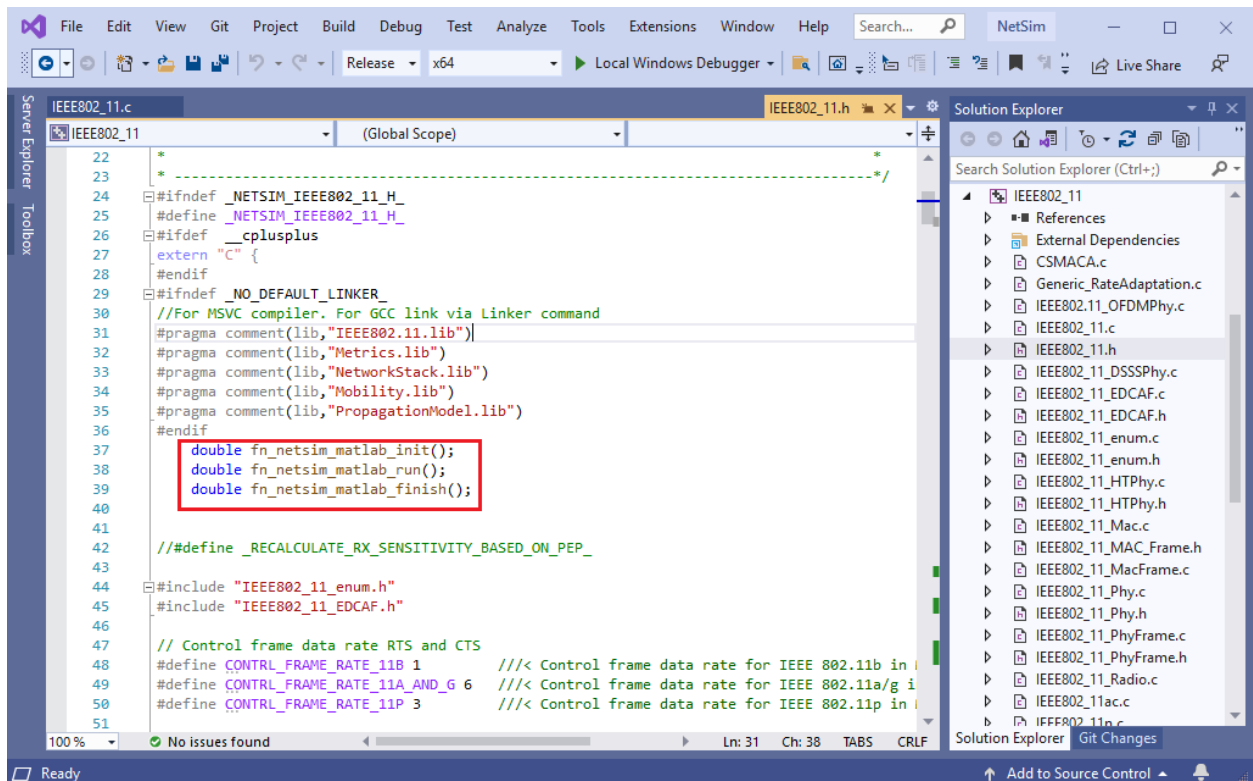 File Edit View Git Project Build Debug Test Analyze Tools Extensions Window Help Search... NetSim
Release x64 Local Windows Debugger Live Share
Server Explorer
Toolbox
IEEE802_11.c IEEE802_11.h
IEEE802_11 (Global Scope)
22 * *
23 * ---------------------------------------------------------------------------------*/
24 #ifndef _NETSIM_IEEE802_11_H_
25 #define _NETSIM_IEEE802_11_H_
26 #ifdef __cplusplus
27 extern "C" {
28 #endif
29 #ifndef _NO_DEFAULT_LINKER_
30 //For MSVC compiler. For GCC link via Linker command
31 #pragma comment(lib,"IEEE802.11.lib")
32 #pragma comment(lib,"Metrics.lib")
33 #pragma comment(lib,"NetworkStack.lib")
34 #pragma comment(lib,"Mobility.lib")
35 #pragma comment(lib,"PropagationModel.lib")
36 #endif
37 double fn_netsim_matlab_init();
38 double fn_netsim_matlab_run();
39 double fn_netsim_matlab_finish();
40
41
42 //#define _RECALCULATE_RX_SENSITIVITY_BASED_ON_PEP_
43
44 #include "IEEE802_11_enum.h"
45 #include "IEEE802_11_EDCAF.h"
46
47 // Control frame data rate RTS and CTS
48 #define CONTRL_FRAME_RATE_11B 1 ///< Control frame data rate for IEEE 802.11b in
49 #define CONTRL_FRAME_RATE_11A_AND_G 6 ///< Control frame data rate for IEEE 802.11a/g i
50 #define CONTRL_FRAME_RATE_11P 3 ///< Control frame data rate for IEEE 802.11p in
51
100 % No issues found Ln: 31 Ch: 38 TABS CRLF
Solution Explorer
Search Solution Explorer (Ctrl+;)
IEEE802_11
References
External Dependencies
CSMACA.c
Generic_RateAdaptation.c
IEEE802.11_OFDMPhy.c
IEEE802_11.c
IEEE802_11.h
IEEE802_11_DSSSPhy.c
IEEE802_11_EDCAF.c
IEEE802_11_EDCAF.h
IEEE802_11_enum.c
IEEE802_11_enum.h
IEEE802_11_HTPhy.c
IEEE802_11_HTPhy.h
IEEE802_11_Mac.c
IEEE802_11_MAC_Frame.h
IEEE802_11_MacFrame.c
IEEE802_11_Phy.c
IEEE802_11_Phy.h
IEEE802_11_PhyFrame.c
IEEE802_11_PhyFrame.h
IEEE802_11_Radio.c
IEEE802_11ac.c
IEEE802_11n.c
Solution Explorer Git Changes
Ready Add to Source Control